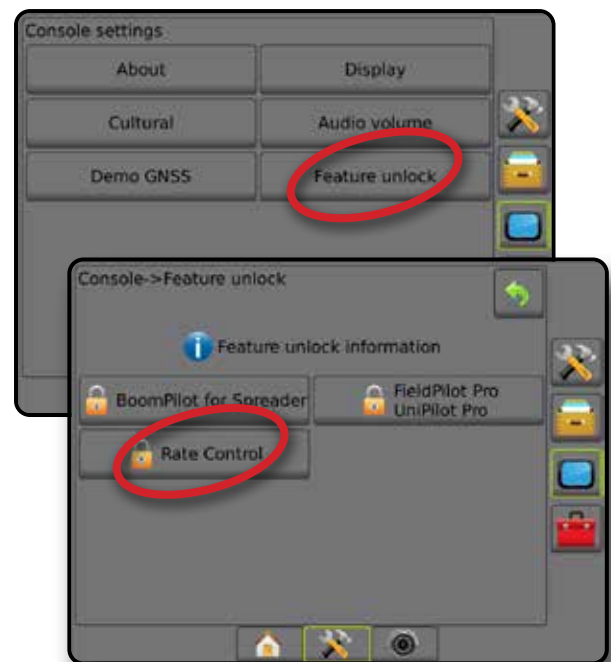 Console settings
About
Display
Cultural
Audio volume
Demo GNSS
Feature unlock
Console->Feature unlock
i Feature unlock information
BoomPilot for Spreader
FieldPilot Pro
UniPilot Pro
Rate Control